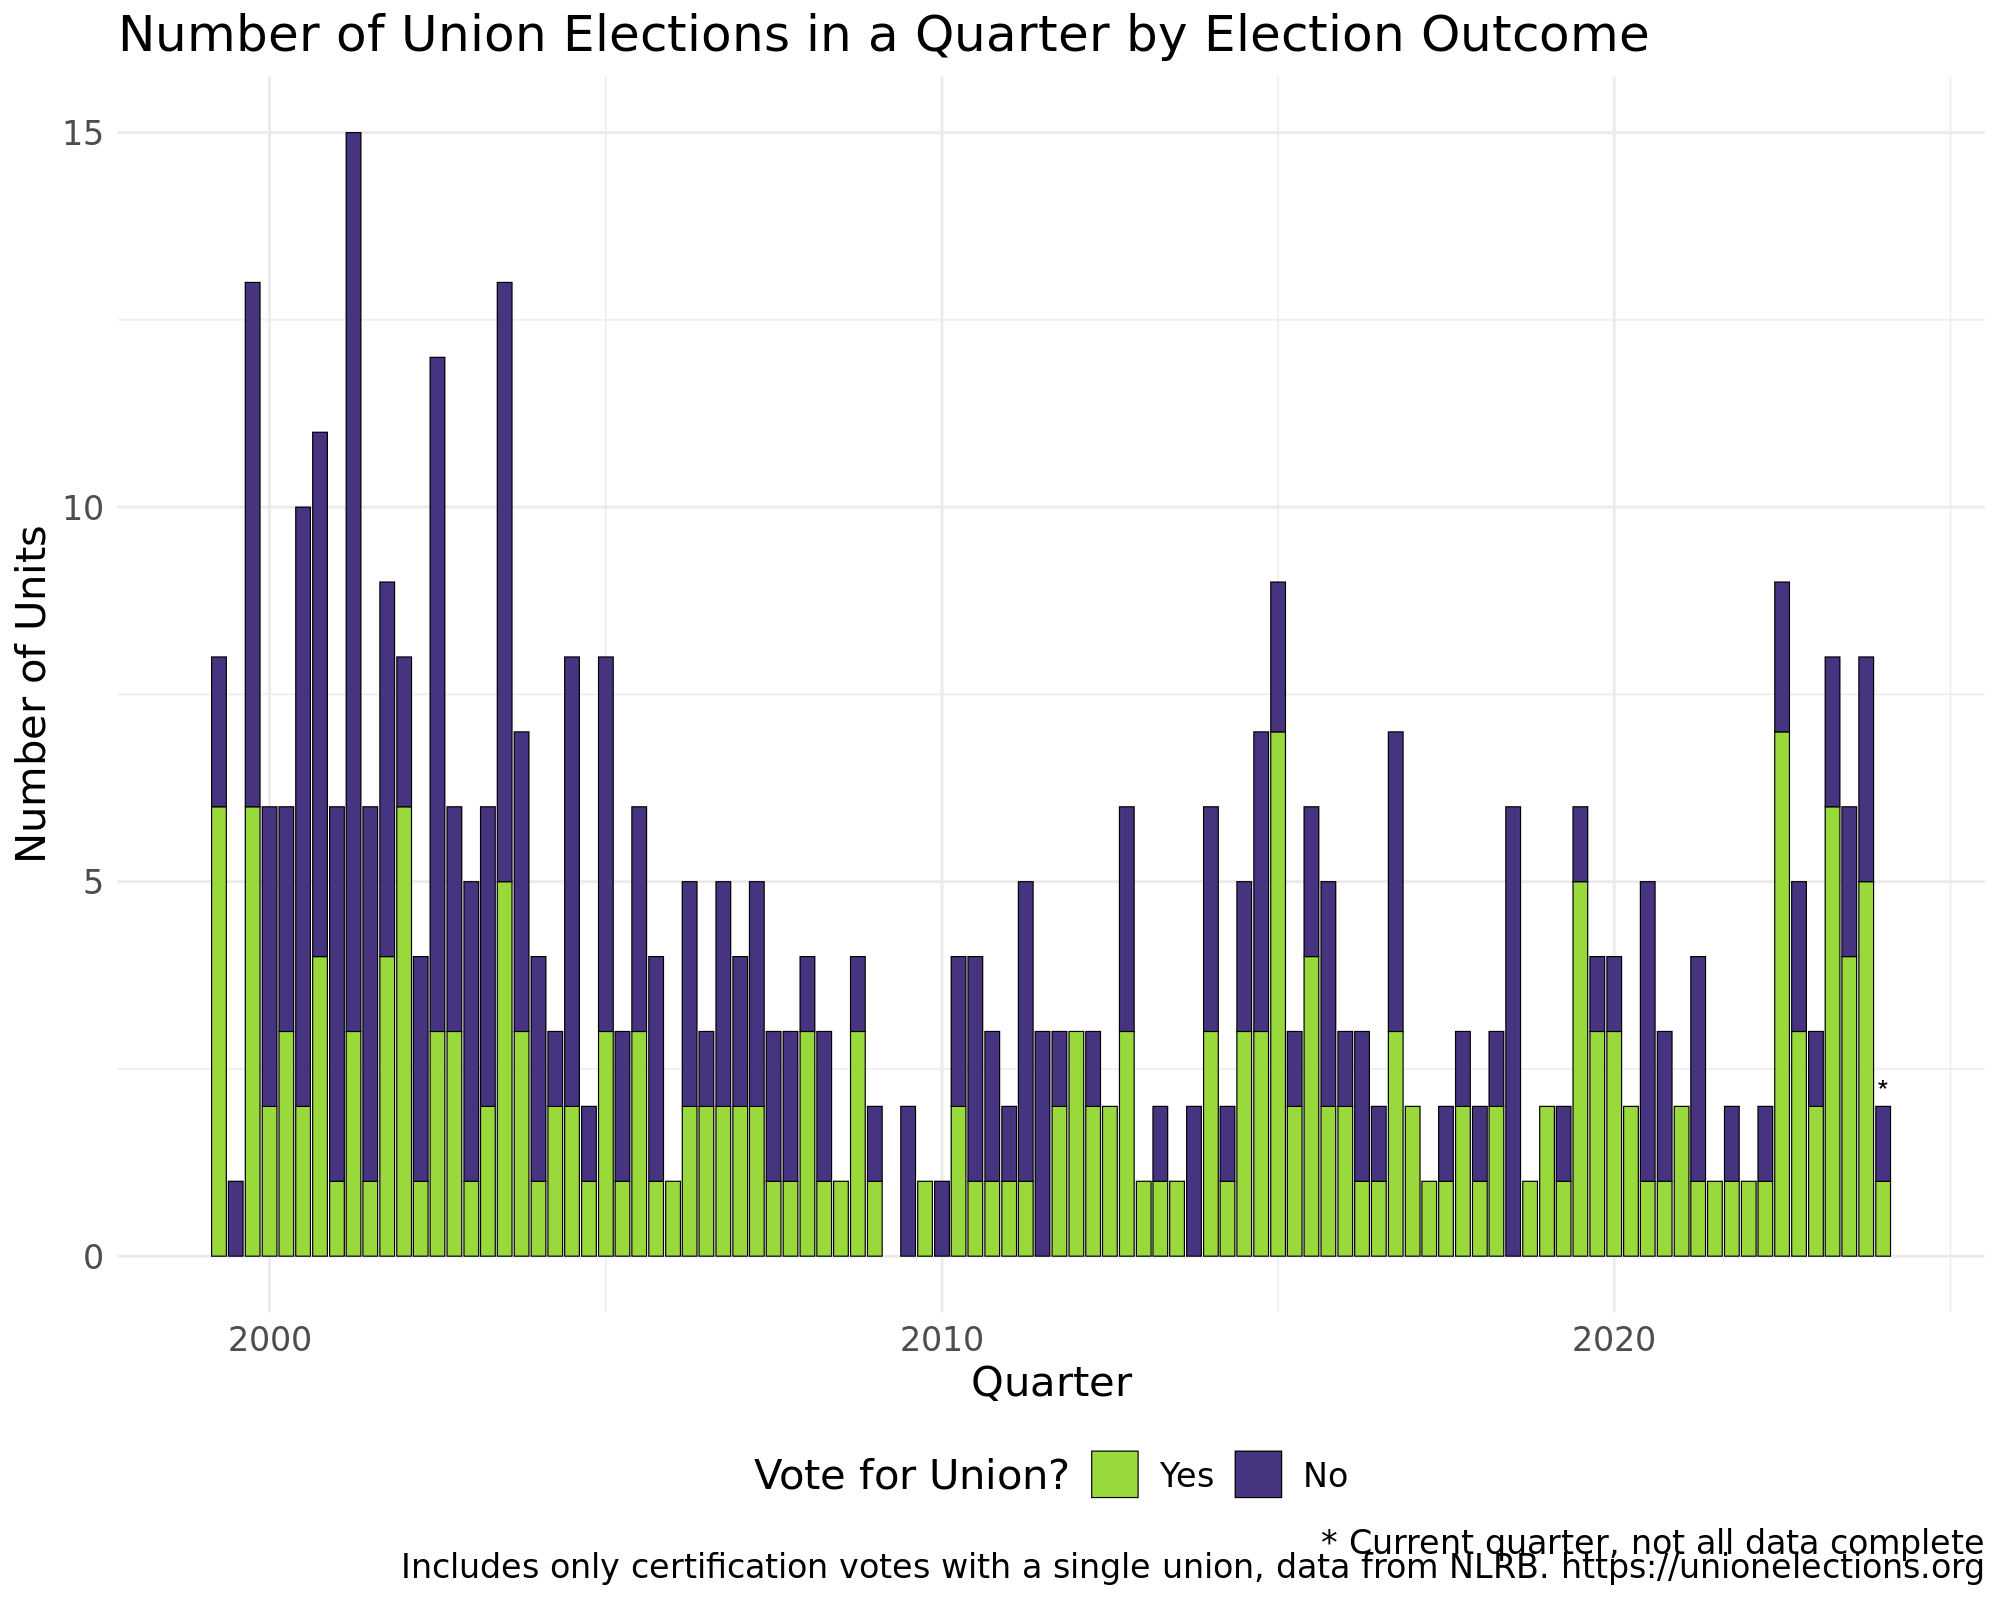 Number of Union Elections in a Quarter by Election Outcome
15
10
5
0
Number of Units
2000
2010
2020
Quarter
*
Vote for Union? Yes No
* Current quarter, not all data complete
Includes only certification votes with a single union, data from NLRB. https://unionelections.org